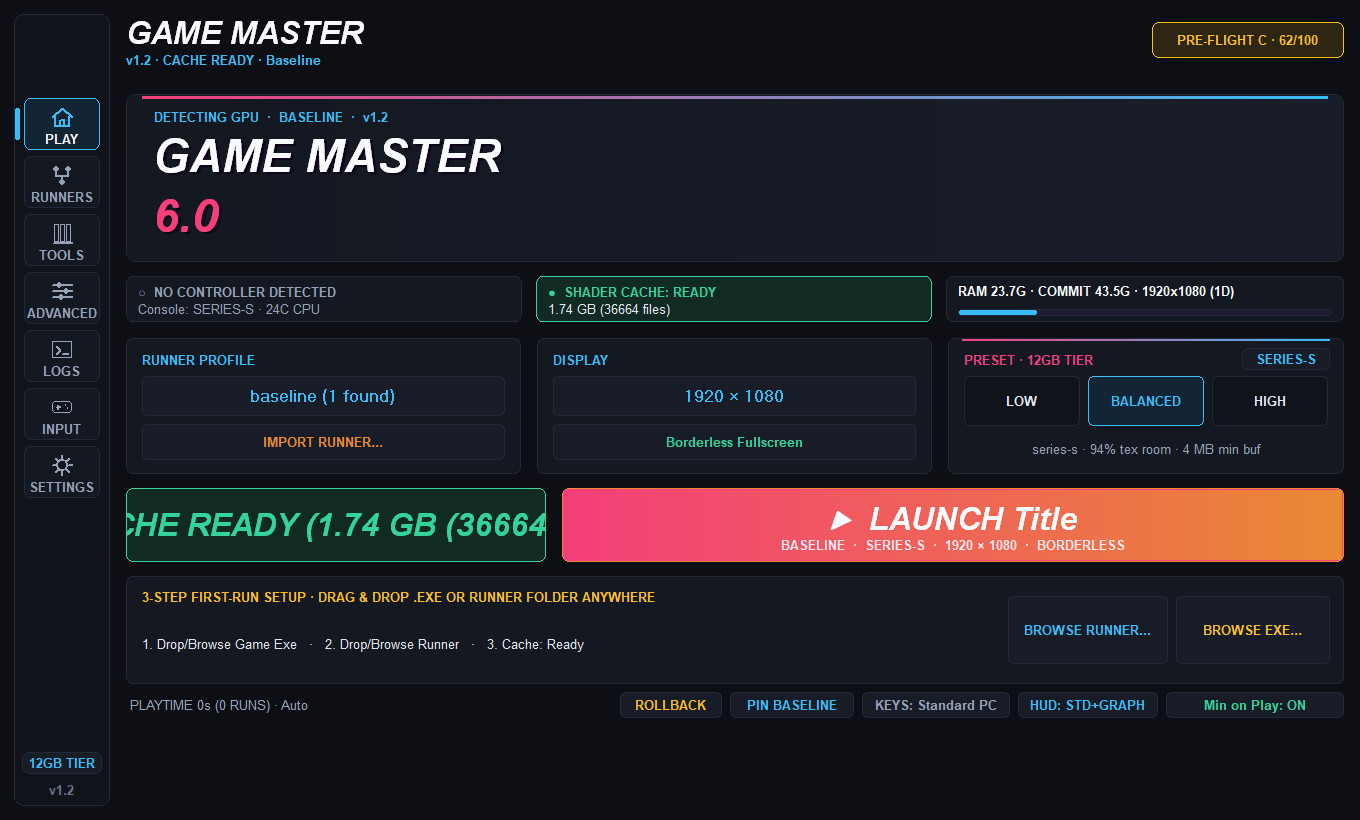 GAME MASTER
v1.2 · CACHE READY · Baseline
PRE-FLIGHT C · 62/100
PLAY
RUNNERS
TOOLS
ADVANCED
LOGS
INPUT
SETTINGS
12GB TIER
v1.2
DETECTING GPU · BASELINE · v1.2
GAME MASTER
6.0
○ NO CONTROLLER DETECTED
Console: SERIES-S · 24C CPU
● SHADER CACHE: READY
1.74 GB (36664 files)
RAM 23.7G · COMMIT 43.5G · 1920x1080 (1D)
RUNNER PROFILE
baseline (1 found)
IMPORT RUNNER...
DISPLAY
1920 × 1080
Borderless Fullscreen
PRESET · 12GB TIER
SERIES-S
LOW
BALANCED
HIGH
series-s · 94% tex room · 4 MB min buf
CHE READY (1.74 GB (36664
▶ LAUNCH Title
BASELINE · SERIES-S · 1920 × 1080 · BORDERLESS
3-STEP FIRST-RUN SETUP · DRAG & DROP .EXE OR RUNNER FOLDER ANYWHERE
1. Drop/Browse Game Exe · 2. Drop/Browse Runner · 3. Cache: Ready
BROWSE RUNNER...
BROWSE EXE...
PLAYTIME 0s (0 RUNS) · Auto
ROLLBACK
PIN BASELINE
KEYS: Standard PC
HUD: STD+GRAPH
Min on Play: ON